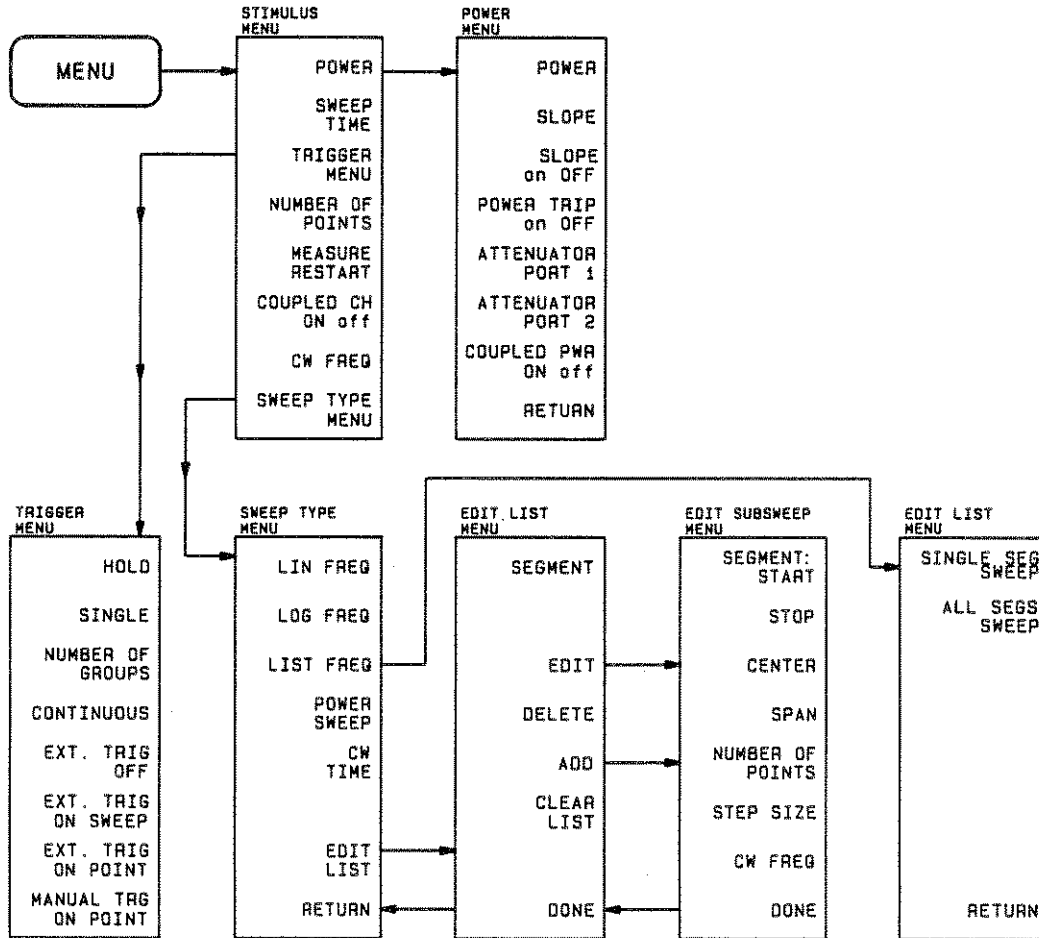 MENU
STIMULUS
MENU
POWER
SWEEP
TIME
TRIGGER
MENU
NUMBER OF
POINTS
MEASURE
RESTART
COUPLED CH
ON off
CW FREQ
SWEEP TYPE
MENU
POWER
MENU
POWER
SLOPE
SLOPE
on OFF
POWER TRIP
on OFF
ATTENUATOR
PORT 1
ATTENUATOR
PORT 2
COUPLED PWR
ON off
RETURN
TRIGGER
MENU
HOLD
SINGLE
NUMBER OF
GROUPS
CONTINUOUS
EXT. TRIG
OFF
EXT. TRIG
ON SWEEP
EXT. TRIG
ON POINT
MANUAL TRG
ON POINT
SWEEP TYPE
MENU
LIN FREQ
LOG FREQ
LIST FREQ
POWER
SWEEP
CW
TIME
EDIT
LIST
RETURN
EDIT LIST
MENU
SEGMENT
EDIT
DELETE
ADD
CLEAR
LIST
DONE
EDIT SUBSWEEP
MENU
SEGMENT:
START
STOP
CENTER
SPAN
NUMBER OF
POINTS
STEP SIZE
CW FREQ
DONE
EDIT LIST
MENU
SINGLE SEG
SWEEP
ALL SEGS
SWEEP
RETURN